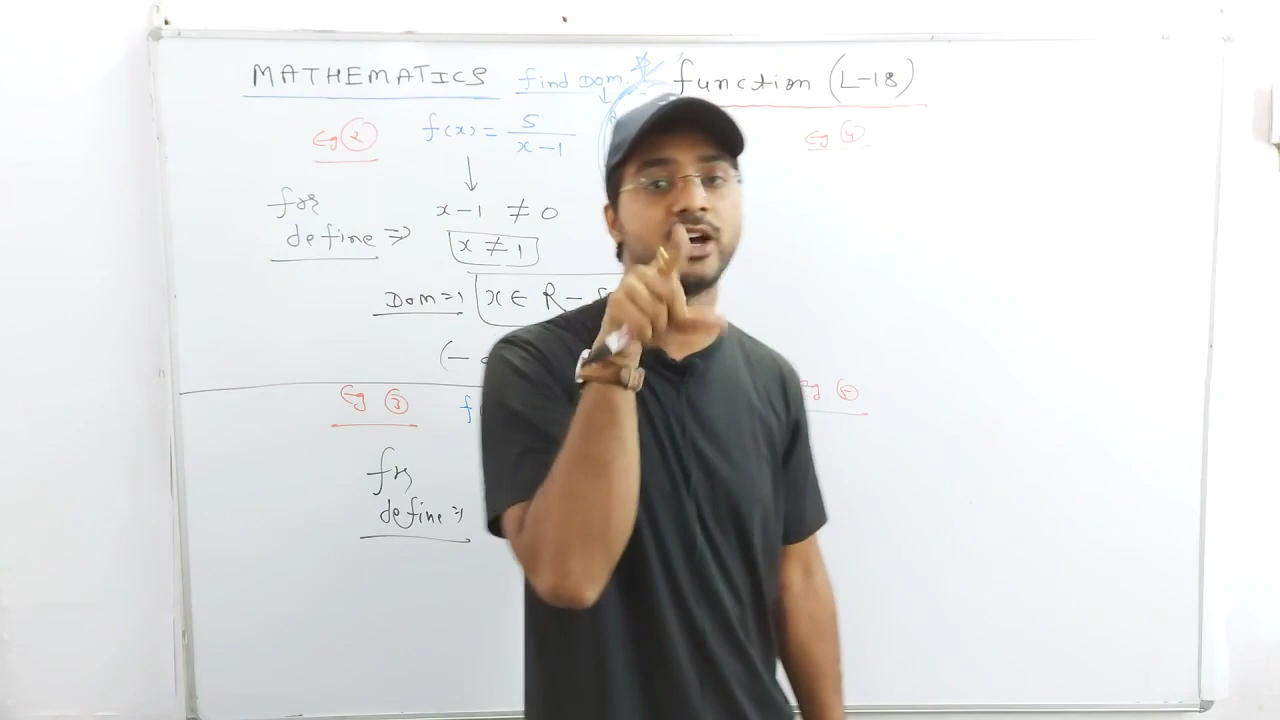 MATHEMATICS find Dom. function (L-18)
Eg ②
f(x) = 5/(x-1)
Eg ④
for
define ⇒
x-1 ≠ 0
x ≠ 1
Dom ⇒ x ∈ R -
(-
Eg ③ f
Eg ⑤
for
define ⇒